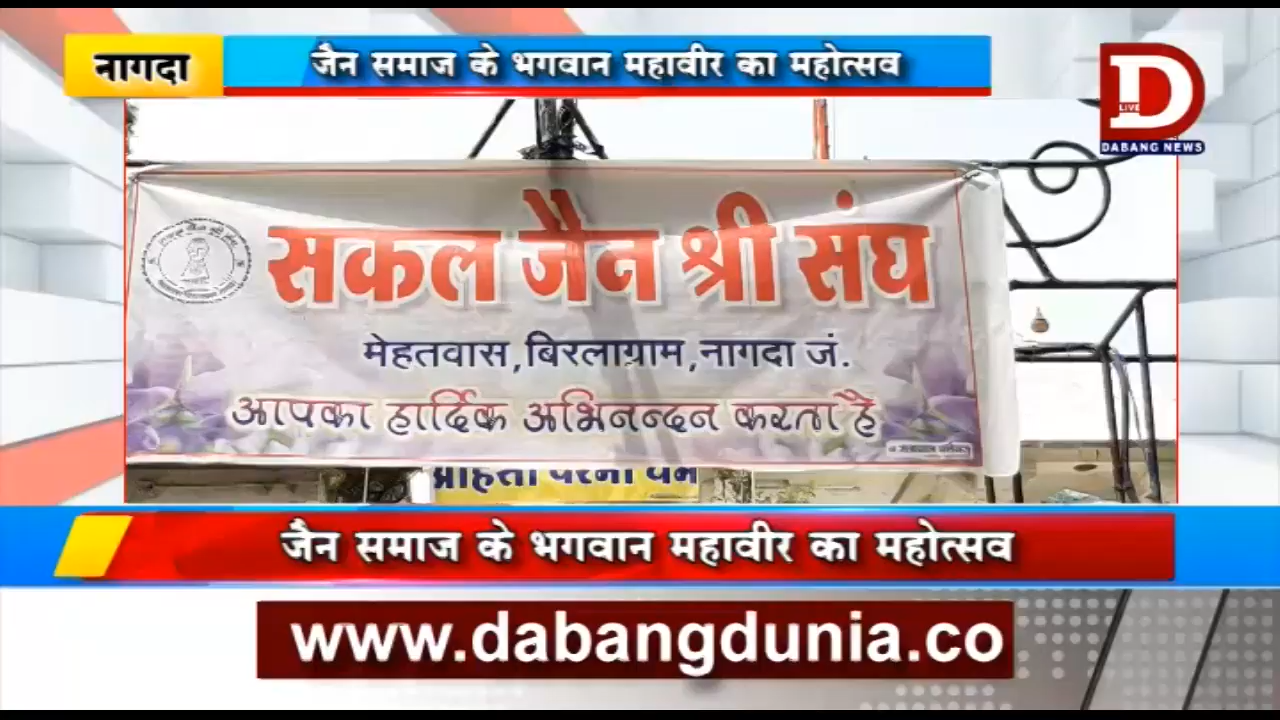 नागदा
जैन समाज के भगवान महावीर का महोत्सव
LIVE
DABANG NEWS
सकल जैन श्री संघ
मेहतवास,बिरलाग्राम,नागदा जं.
आपका हार्दिक अभिनन्दन करता है
जैन समाज के भगवान महावीर का महोत्सव
www.dabangdunia.co